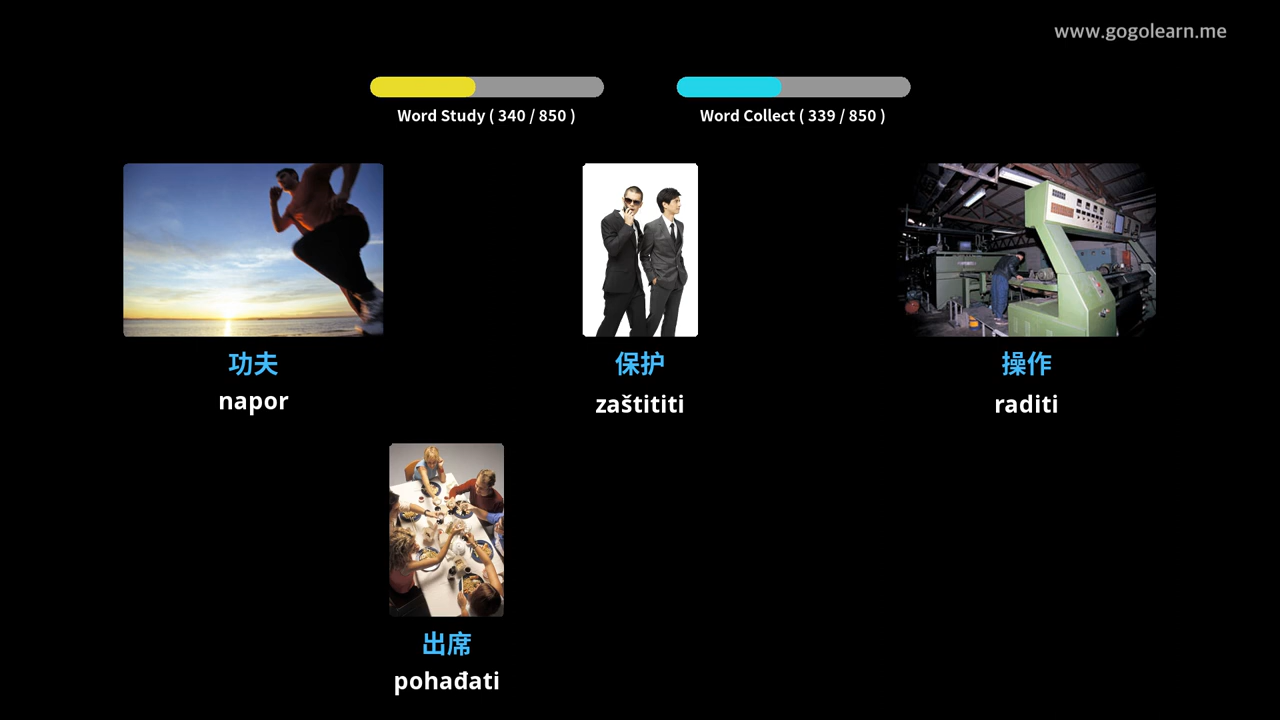 www.gogolearn.me
Word Study ( 340 / 850 )
Word Collect ( 339 / 850 )
功夫
napor
保护
zaštititi
操作
raditi
出席
pohađati